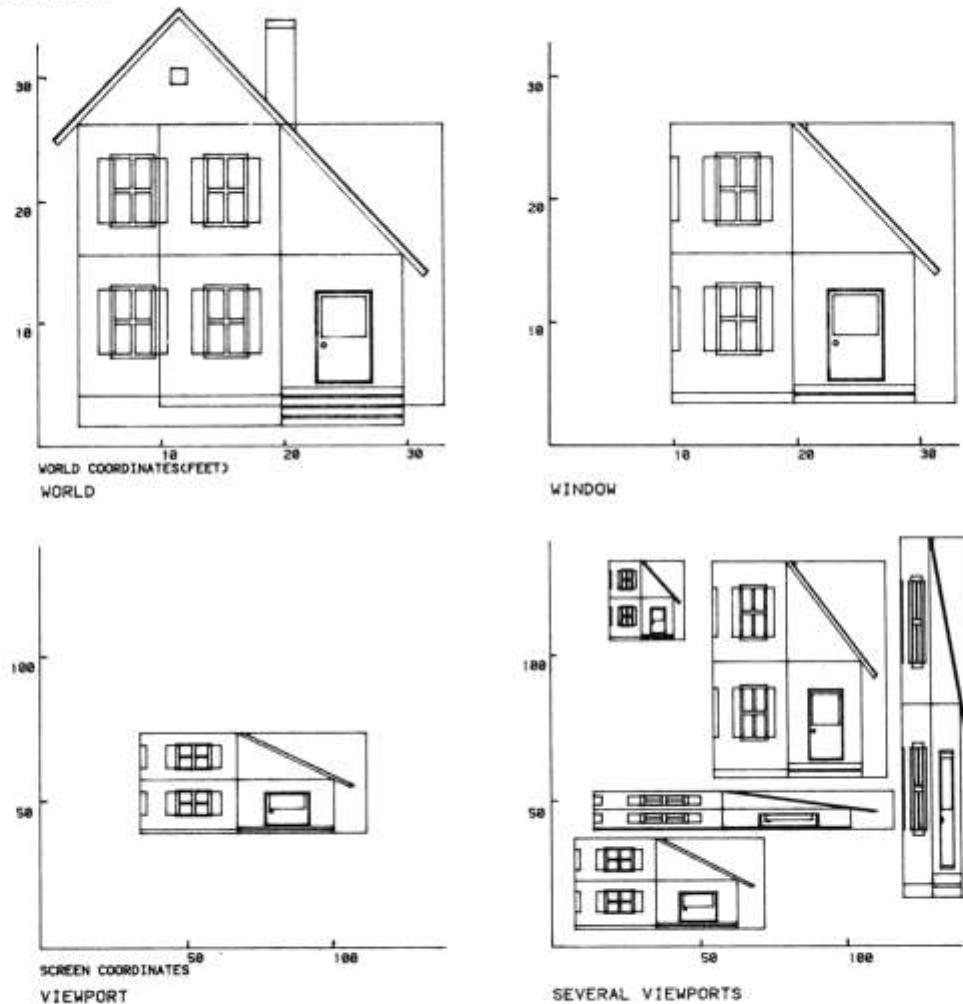 30
20
10
10 20 30
WORLD COORDINATES(FEET)
WORLD
30
20
10
10 20 30
WINDOW
100
50
50 100
SCREEN COORDINATES
VIEWPORT
100
50
50 100
SEVERAL VIEWPORTS